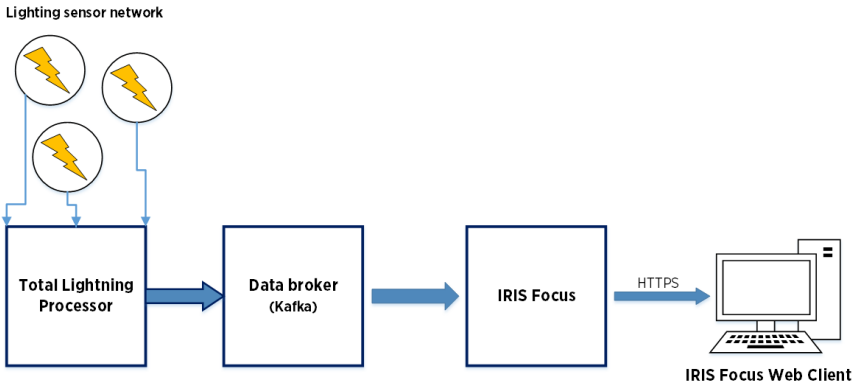 Lighting sensor network
Total Lightning
Processor
Data broker
(Kafka)
IRIS Focus
HTTPS
IRIS Focus Web Client